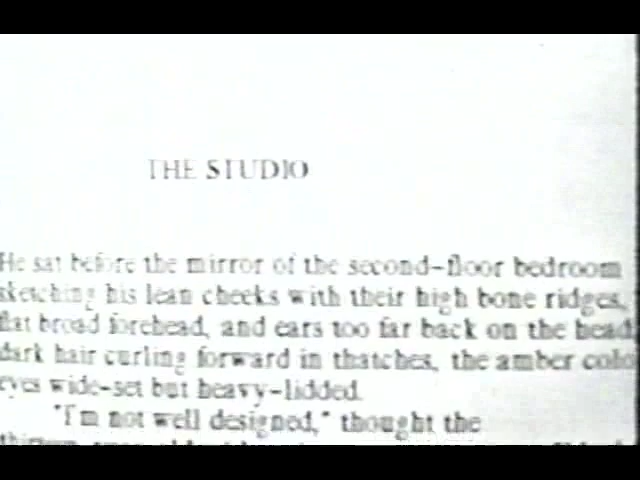 THE STUDIO
He sat before the mirror of the second-floor bedroom
sketching his lean cheeks with their high bone ridges,
flat broad forehead, and ears too far back on the head
dark hair curling forward in thatches, the amber colo
eyes wide-set but heavy-lidded.
"I'm not well designed," thought the